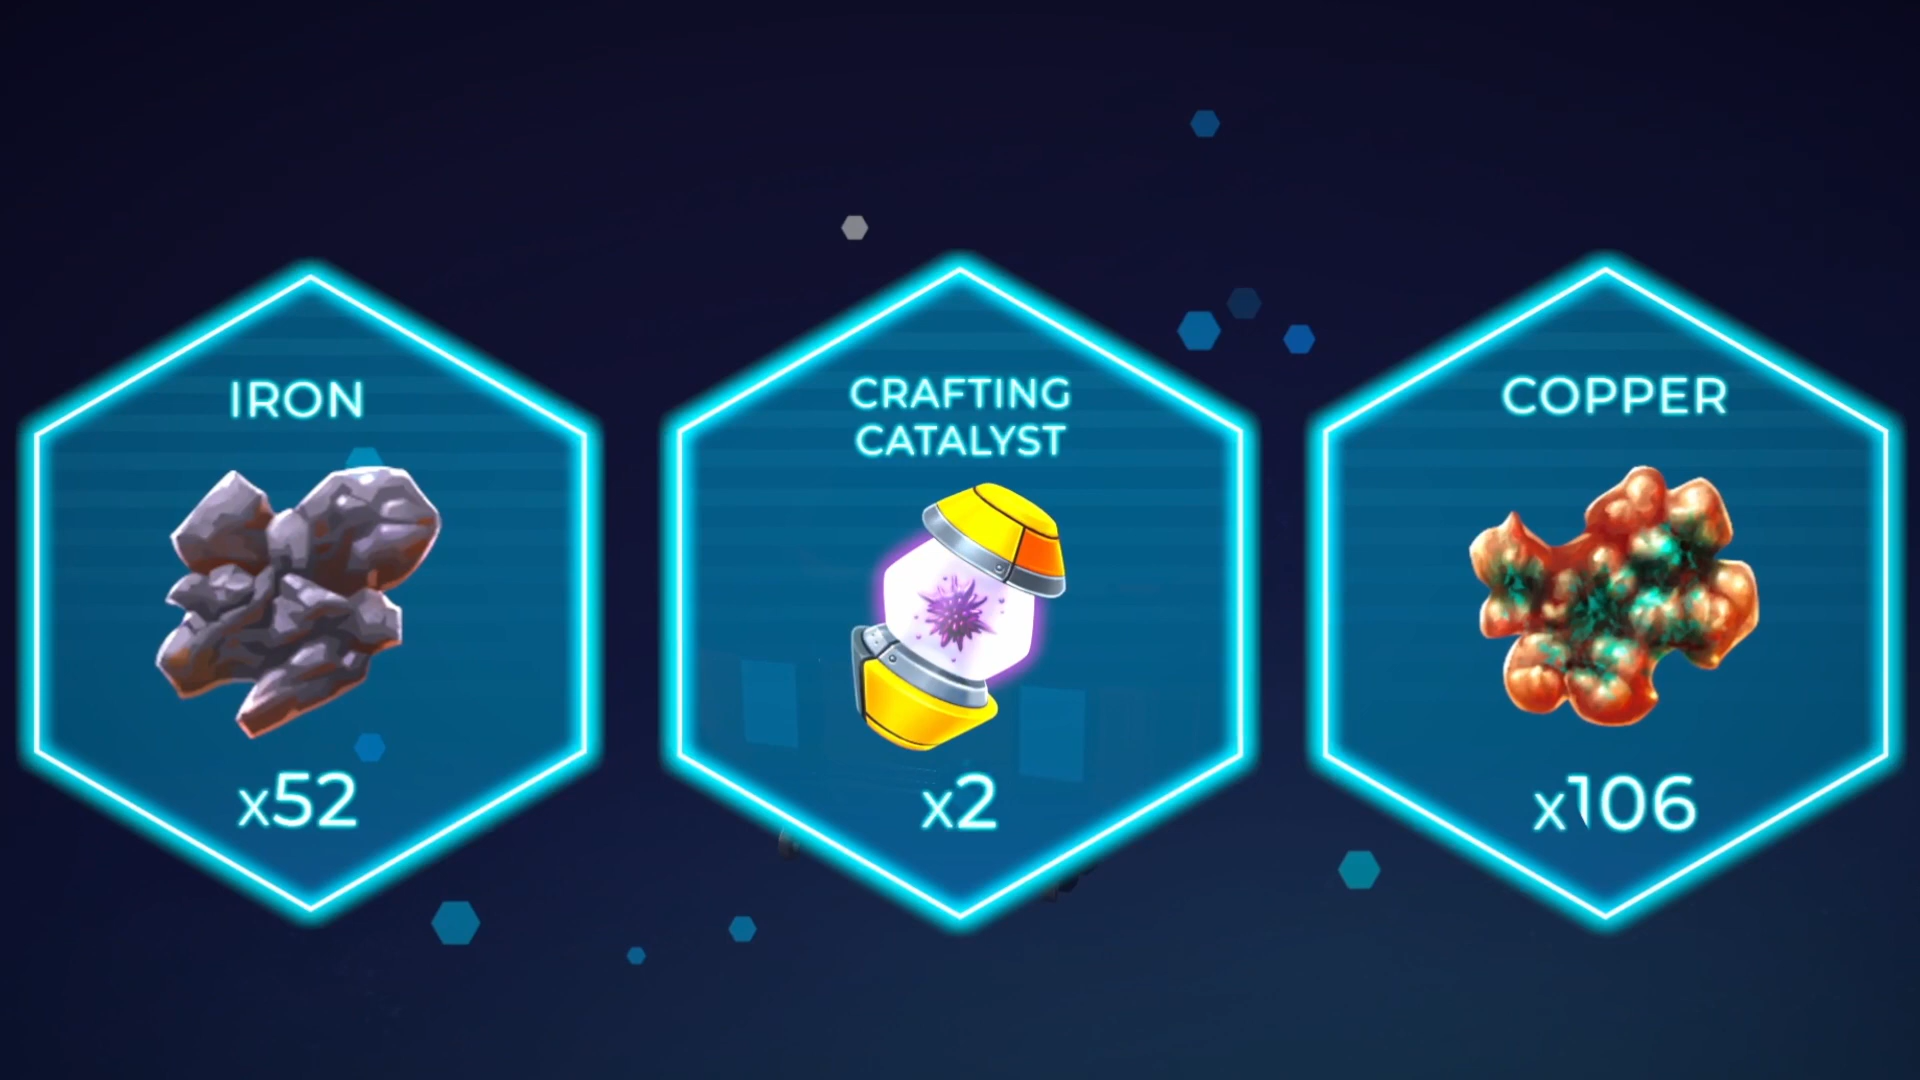 IRON
x52
CRAFTING
CATALYST
x2
COPPER
x106